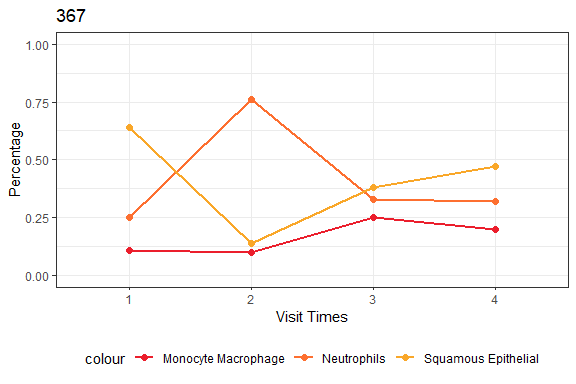 367
1.00
0.75
0.50
0.25
0.00
Percentage
1 2 3 4
Visit Times
colour Monocyte Macrophage Neutrophils Squamous Epithelial